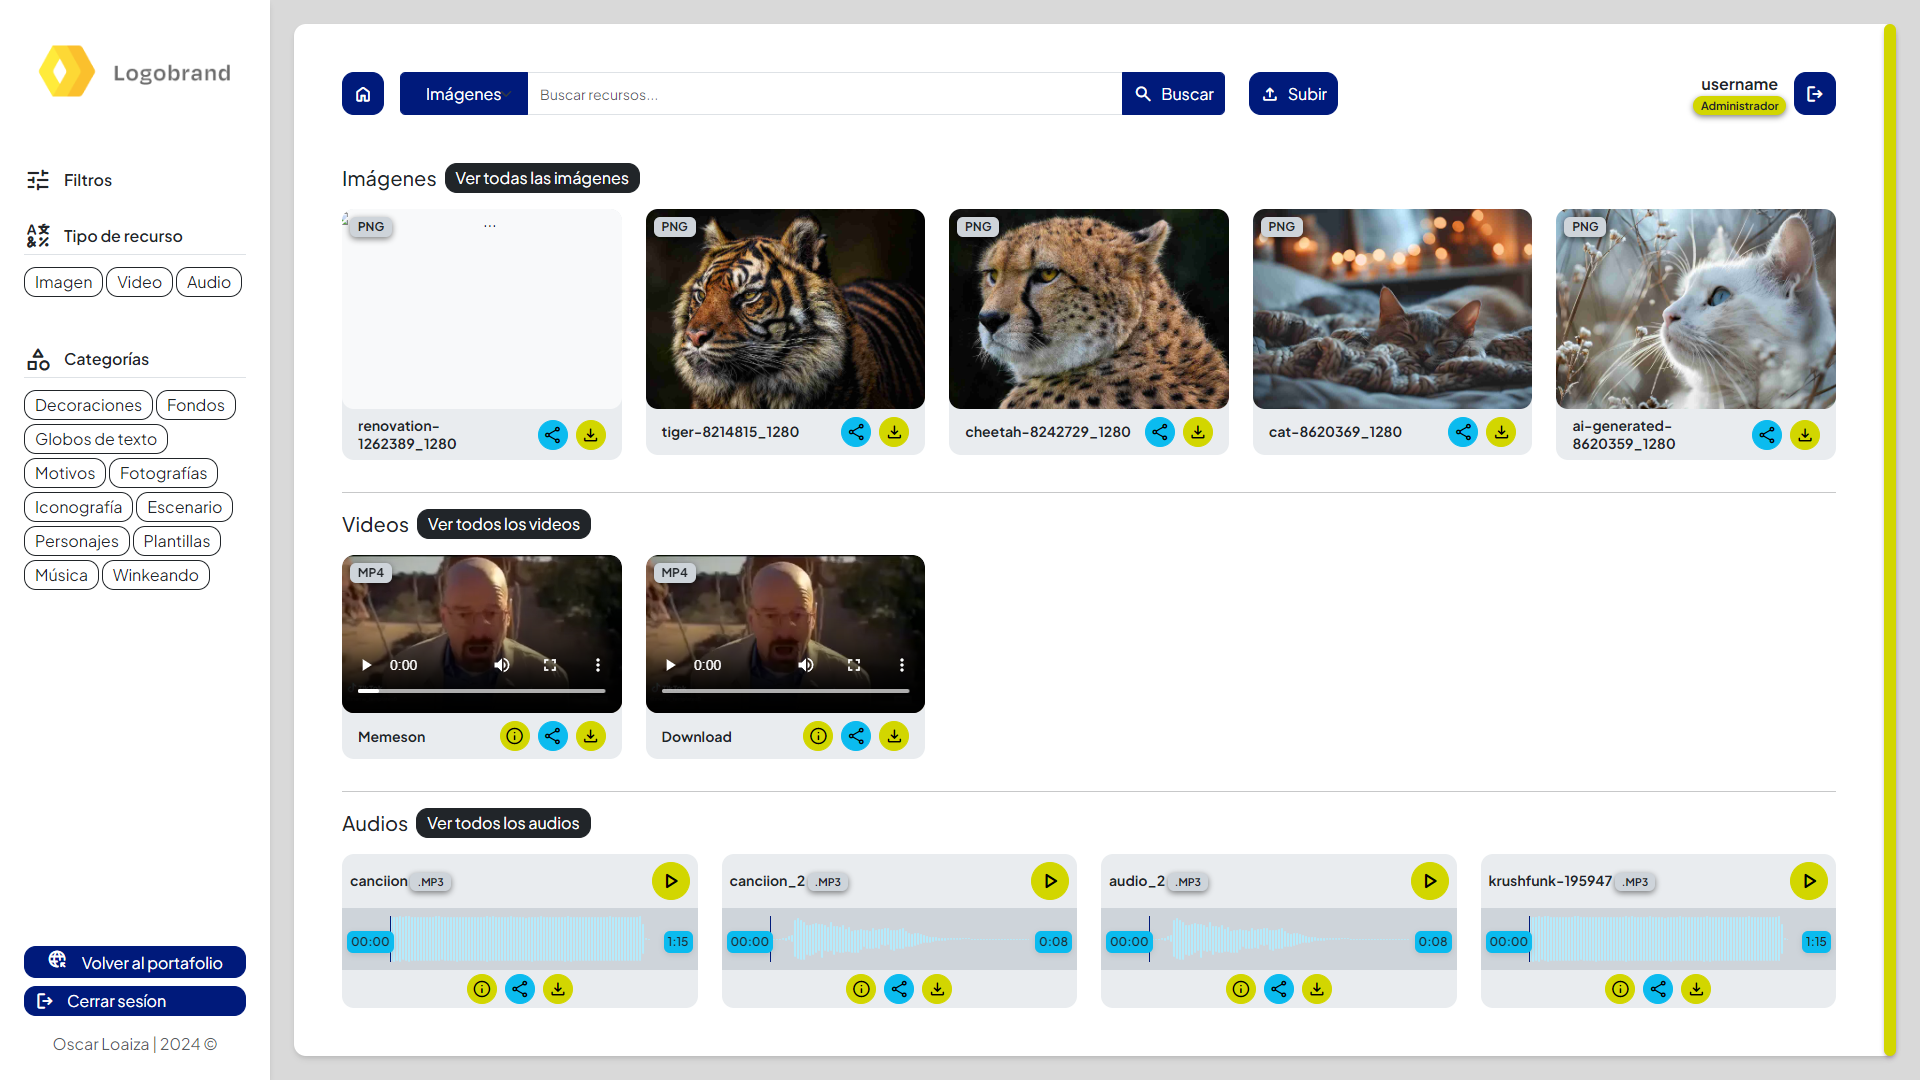 Logobrand
Filtros
Tipo de recurso
Imagen Video Audio
Categorías
Decoraciones Fondos
Globos de texto
Motivos Fotografías
Iconografía Escenario
Personajes Plantillas
Música Winkeando
Volver al portafolio
Cerrar sesíon
Oscar Loaiza | 2024 ©
Imágenes Buscar recursos... Buscar Subir
username
Administrador
Imágenes Ver todas las imágenes
PNG ... PNG PNG PNG PNG
renovation-
1262389_1280
tiger-8214815_1280
cheetah-8242729_1280
cat-8620369_1280
ai-generated-
8620359_1280
Videos Ver todos los videos
MP4 MP4
0:00 0:00
Memeson Download
Audios Ver todos los audios
canciion .MP3 canciion_2 .MP3 audio_2 .MP3 krushfunk-195947 .MP3
00:00 1:15 00:00 0:08 00:00 0:08 00:00 1:15